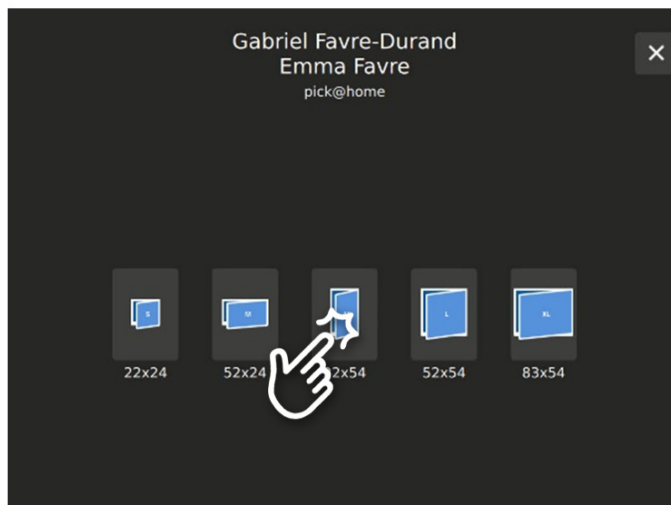 Gabriel Favre-Durand
Emma Favre
pick@home
S M L XL
22x24 52x24 52x54 83x54